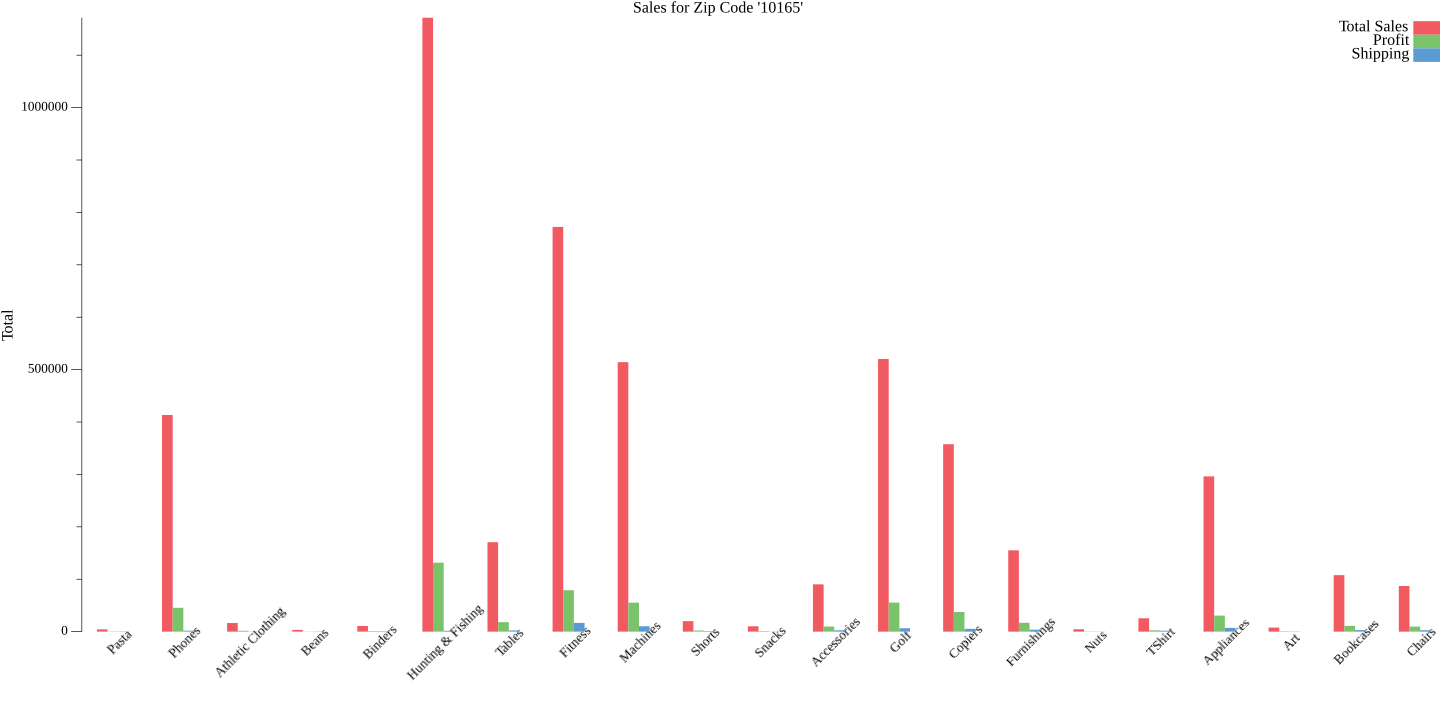 Sales for Zip Code '10165'
Total Sales
Profit
Shipping
1000000
500000
0
Total
Pasta
Phones
Athletic Clothing
Beans
Binders
Hunting & Fishing
Tables
Fitness
Machines
Shorts
Snacks
Accessories
Golf
Copiers
Furnishings
Nuts
TShirt
Appliances
Art
Bookcases
Chairs